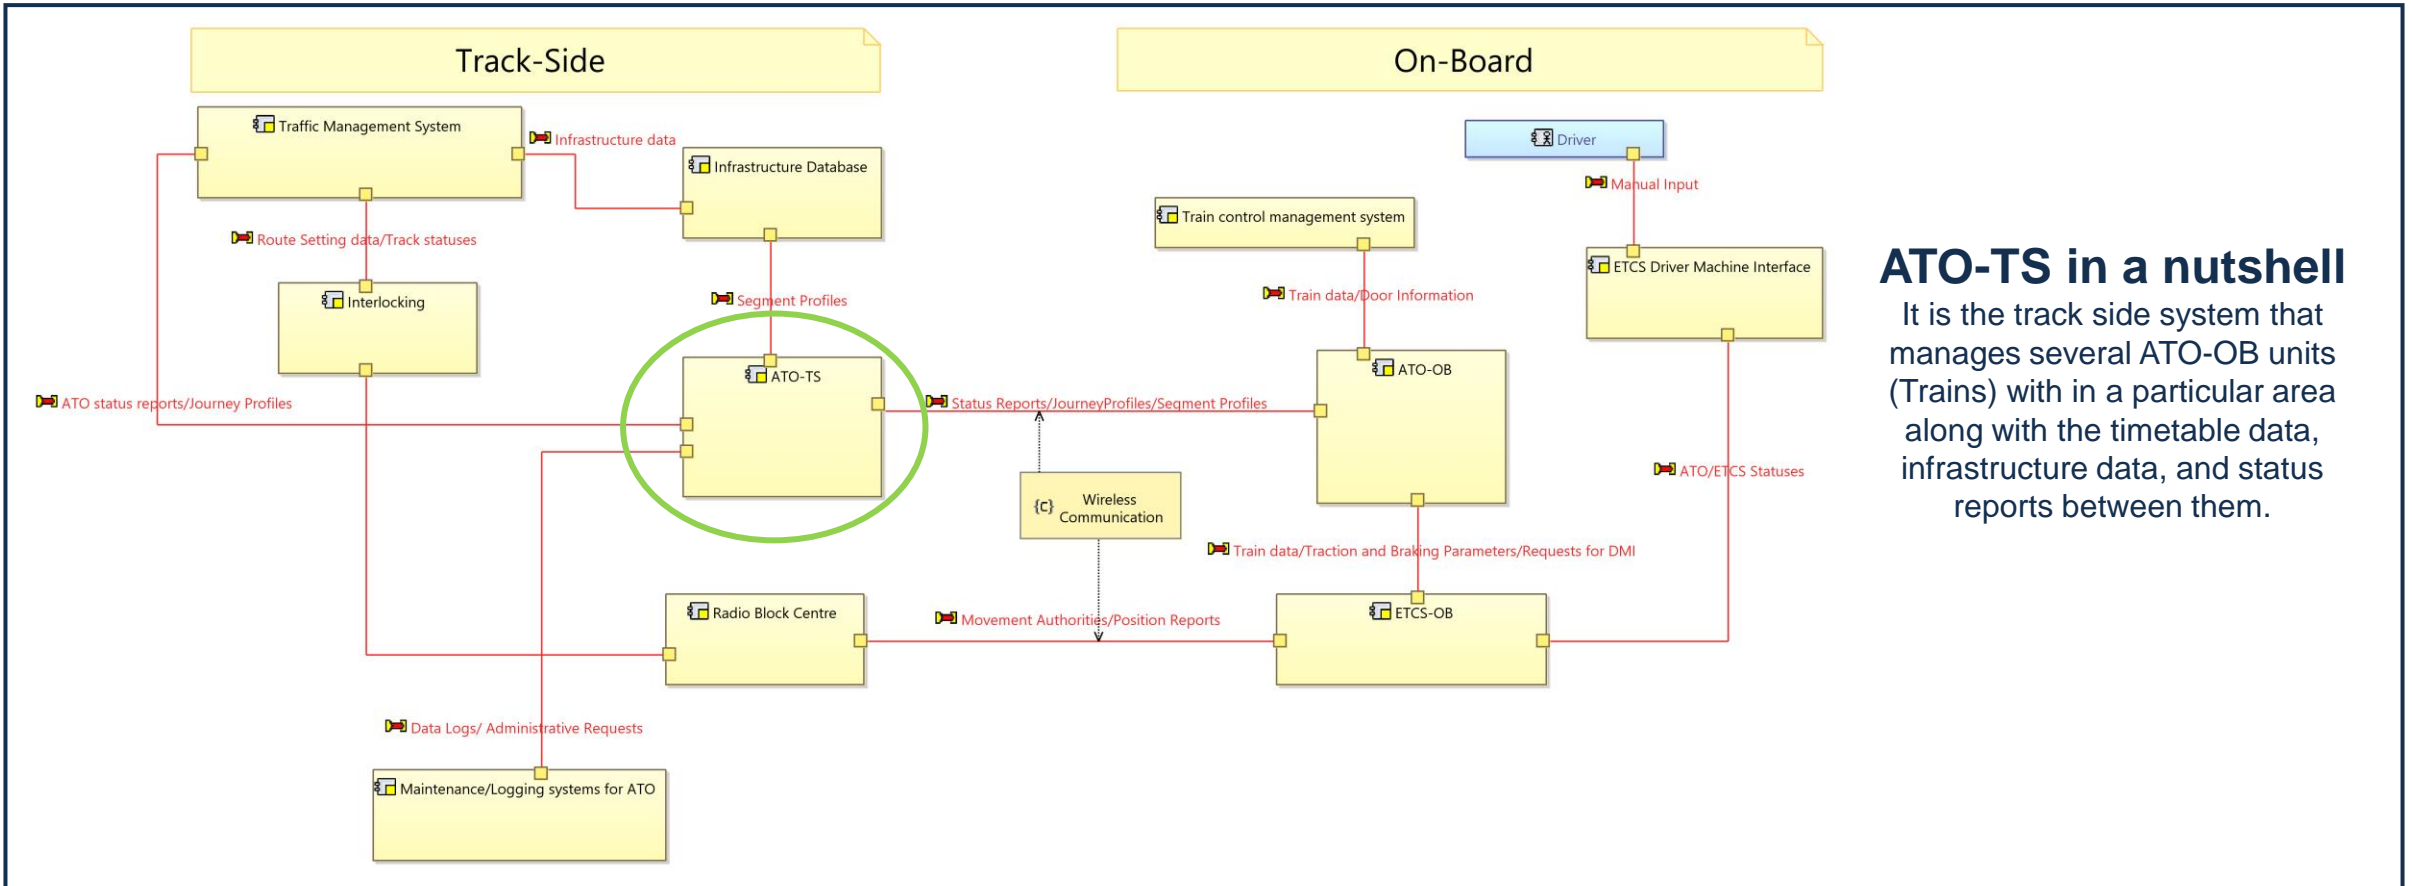 Track-Side
On-Board
Traffic Management System
Infrastructure data
Infrastructure Database
Driver
Manual Input
Train control management system
Route Setting data/Track statuses
ETCS Driver Machine Interface
Interlocking
Segment Profiles
Train data/Door Information
ATO-TS
ATO-OB
ATO status reports/Journey Profiles
Status Reports/JourneyProfiles/Segment Profiles
ATO/ETCS Statuses
{c}
Wireless
Communication
Train data/Traction and Braking Parameters/Requests for DMI
Radio Block Centre
Movement Authorities/Position Reports
ETCS-OB
Data Logs/ Administrative Requests
Maintenance/Logging systems for ATO
ATO-TS in a nutshell
It is the track side system that
manages several ATO-OB units
(Trains) with in a particular area
along with the timetable data,
infrastructure data, and status
reports between them.